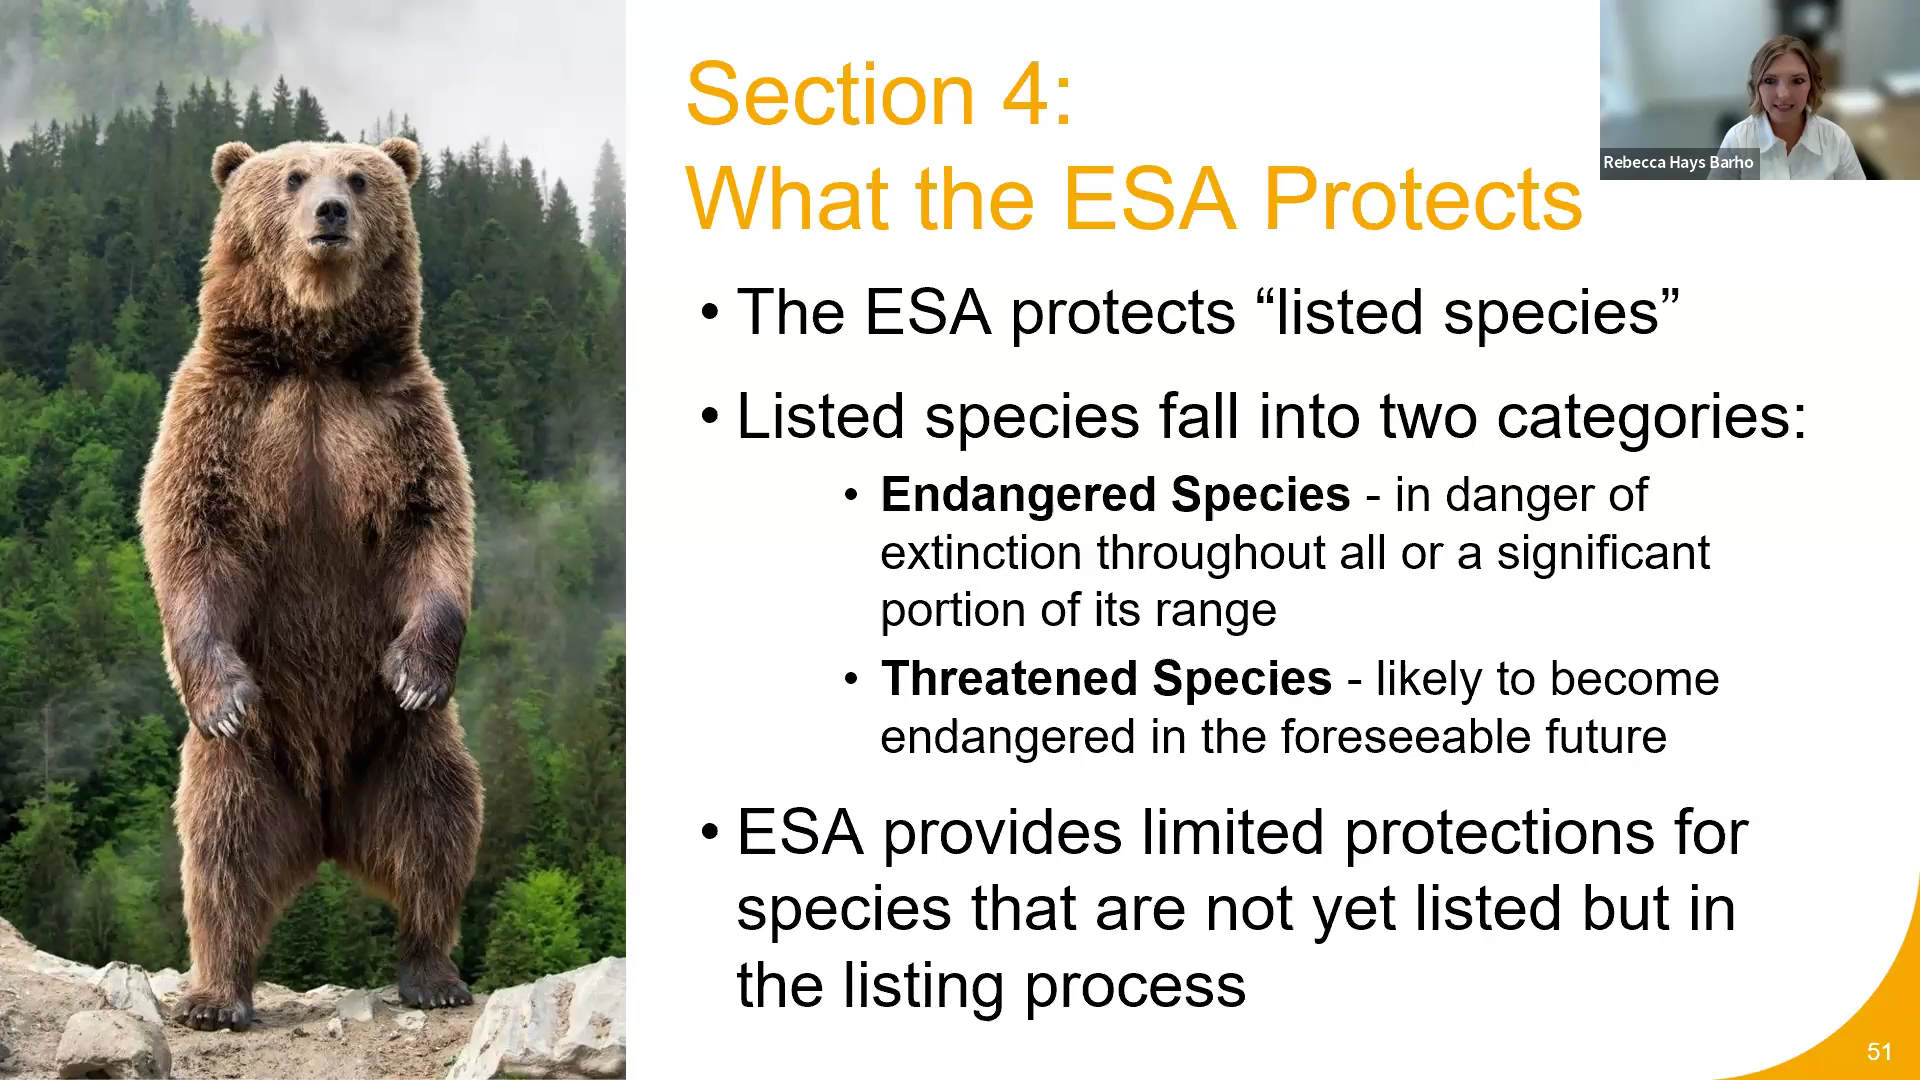 Section 4:
What the ESA Protects
Rebecca Hays Barho
• The ESA protects “listed species”
• Listed species fall into two categories:
• Endangered Species - in danger of
extinction throughout all or a significant
portion of its range
• Threatened Species - likely to become
endangered in the foreseeable future
• ESA provides limited protections for
species that are not yet listed but in
the listing process
51